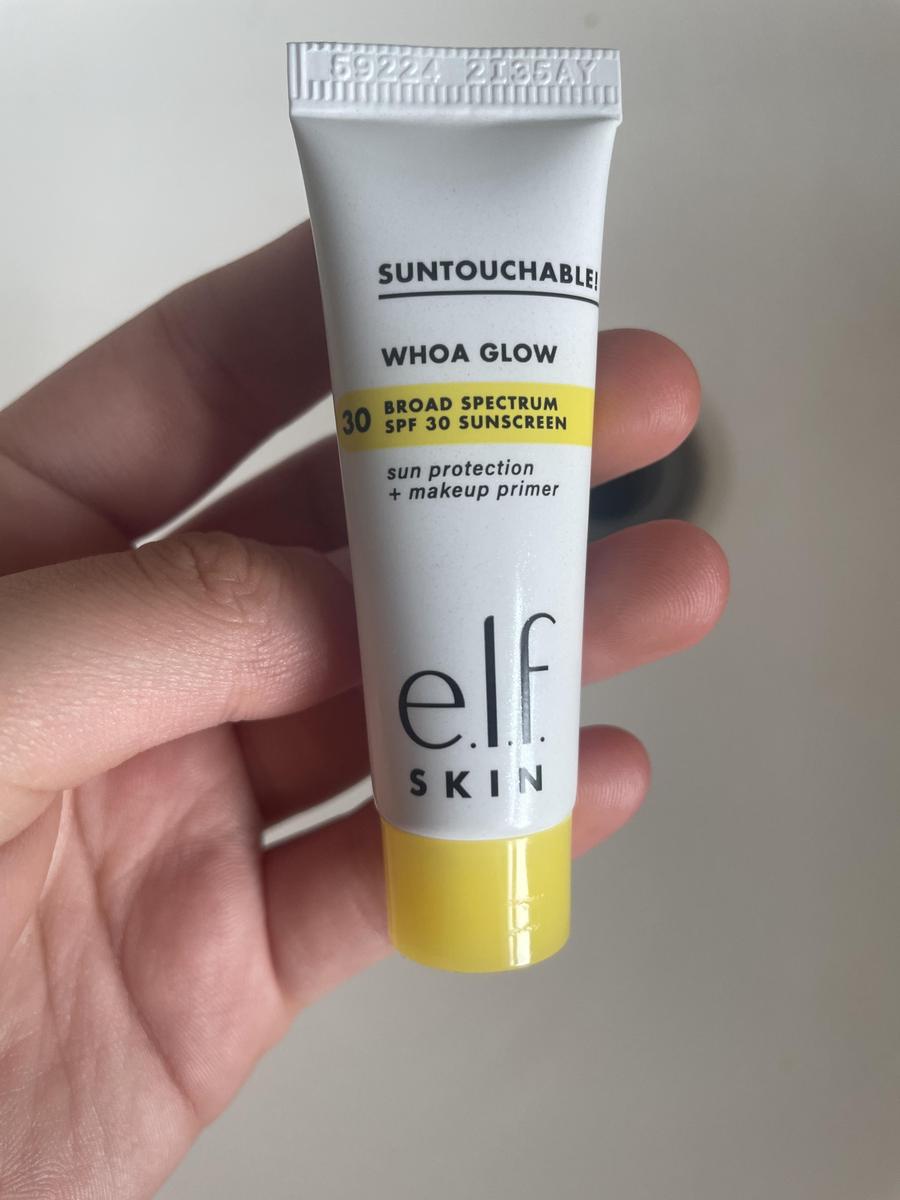 59224 2I35AY
SUNTOUCHABLE!
WHOA GLOW
30 BROAD SPECTRUM
SPF 30 SUNSCREEN
sun protection
+ makeup primer
e.l.f.
SKIN